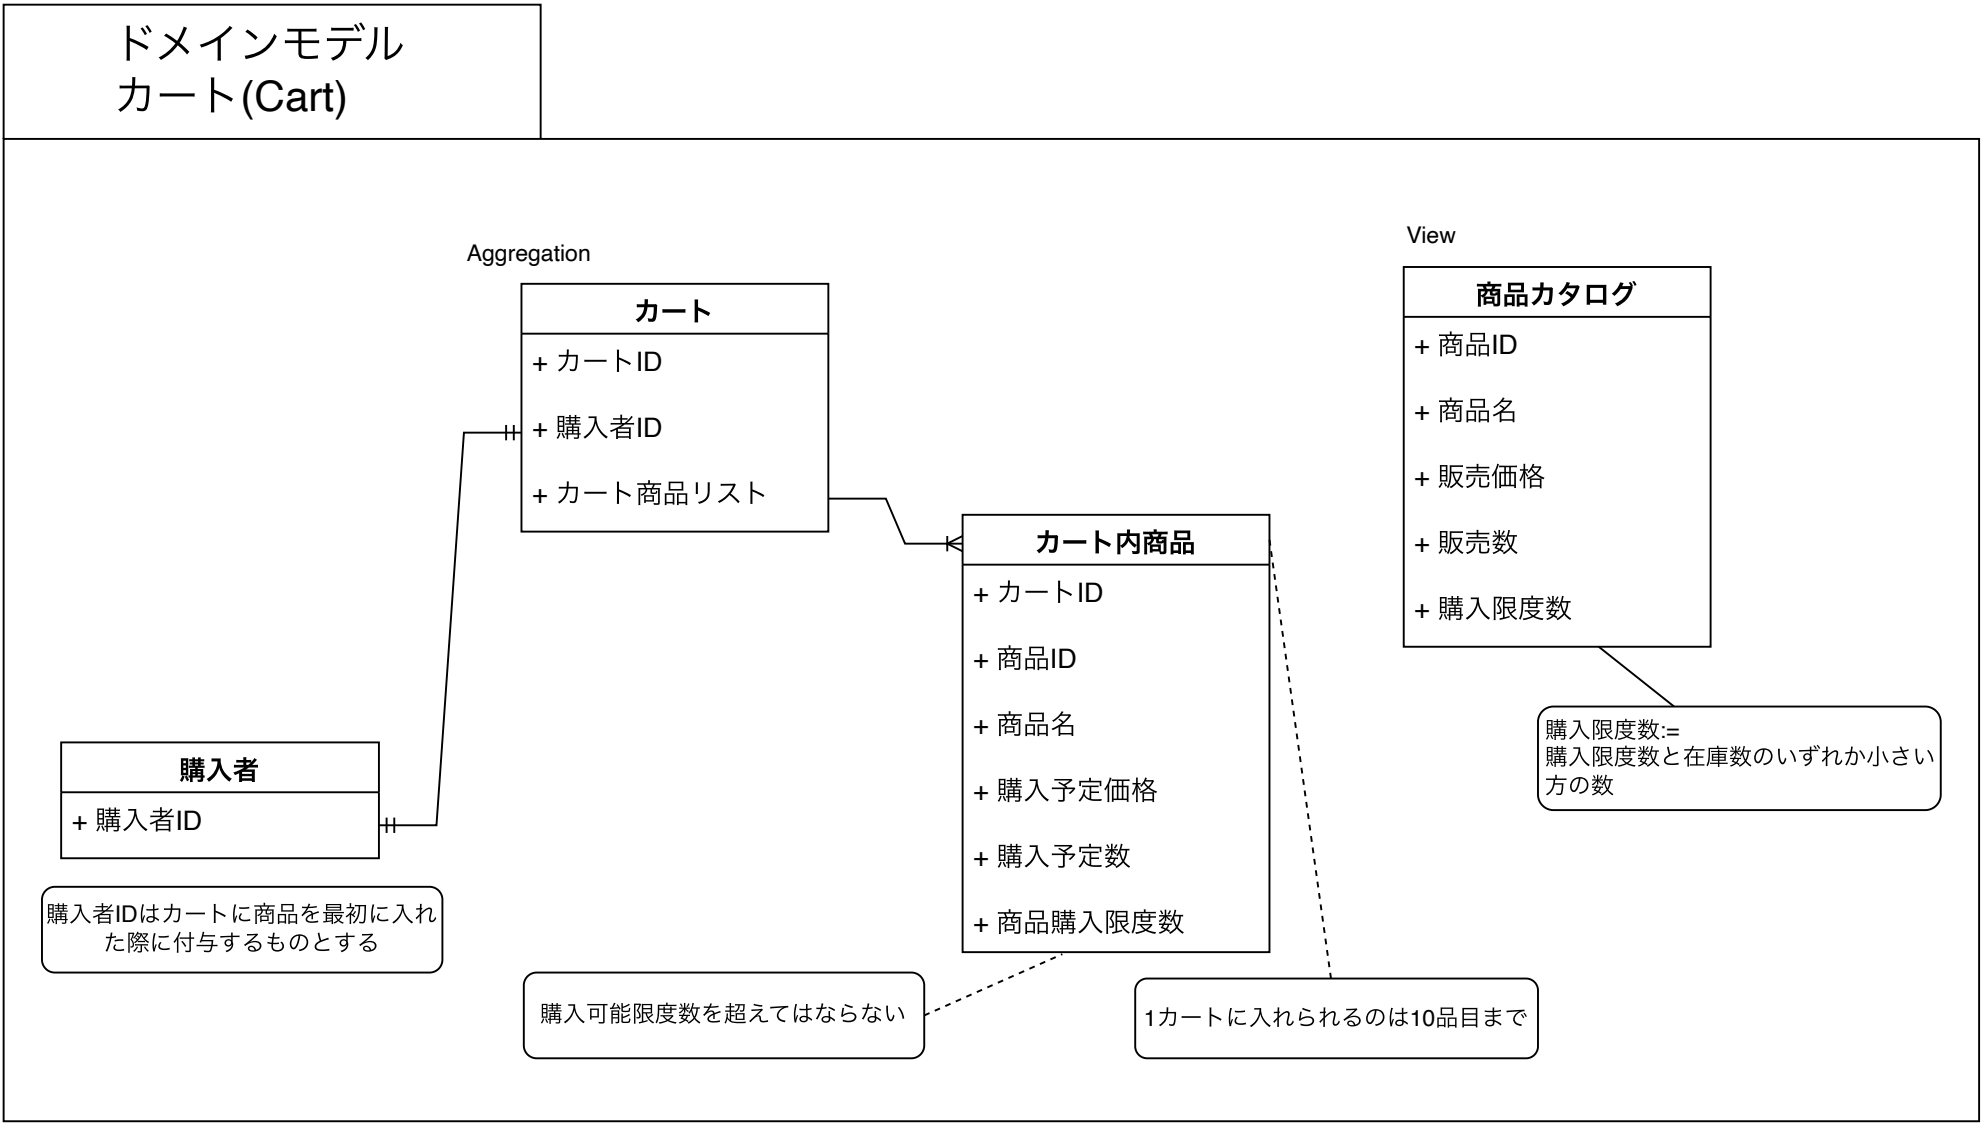 ドメインモデル
カート(Cart)
Aggregation
カート
+ カートID
+ 購入者ID
+ カート商品リスト
View
商品カタログ
+ 商品ID
+ 商品名
+ 販売価格
+ 販売数
+ 購入限度数
カート内商品
+ カートID
+ 商品ID
+ 商品名
+ 購入予定価格
+ 購入予定数
+ 商品購入限度数
購入限度数:=
購入限度数と在庫数のいずれか小さい
方の数
購入者
+ 購入者ID
購入者IDはカートに商品を最初に入れ
た際に付与するものとする
購入可能限度数を超えてはならない
1カートに入れられるのは10品目まで